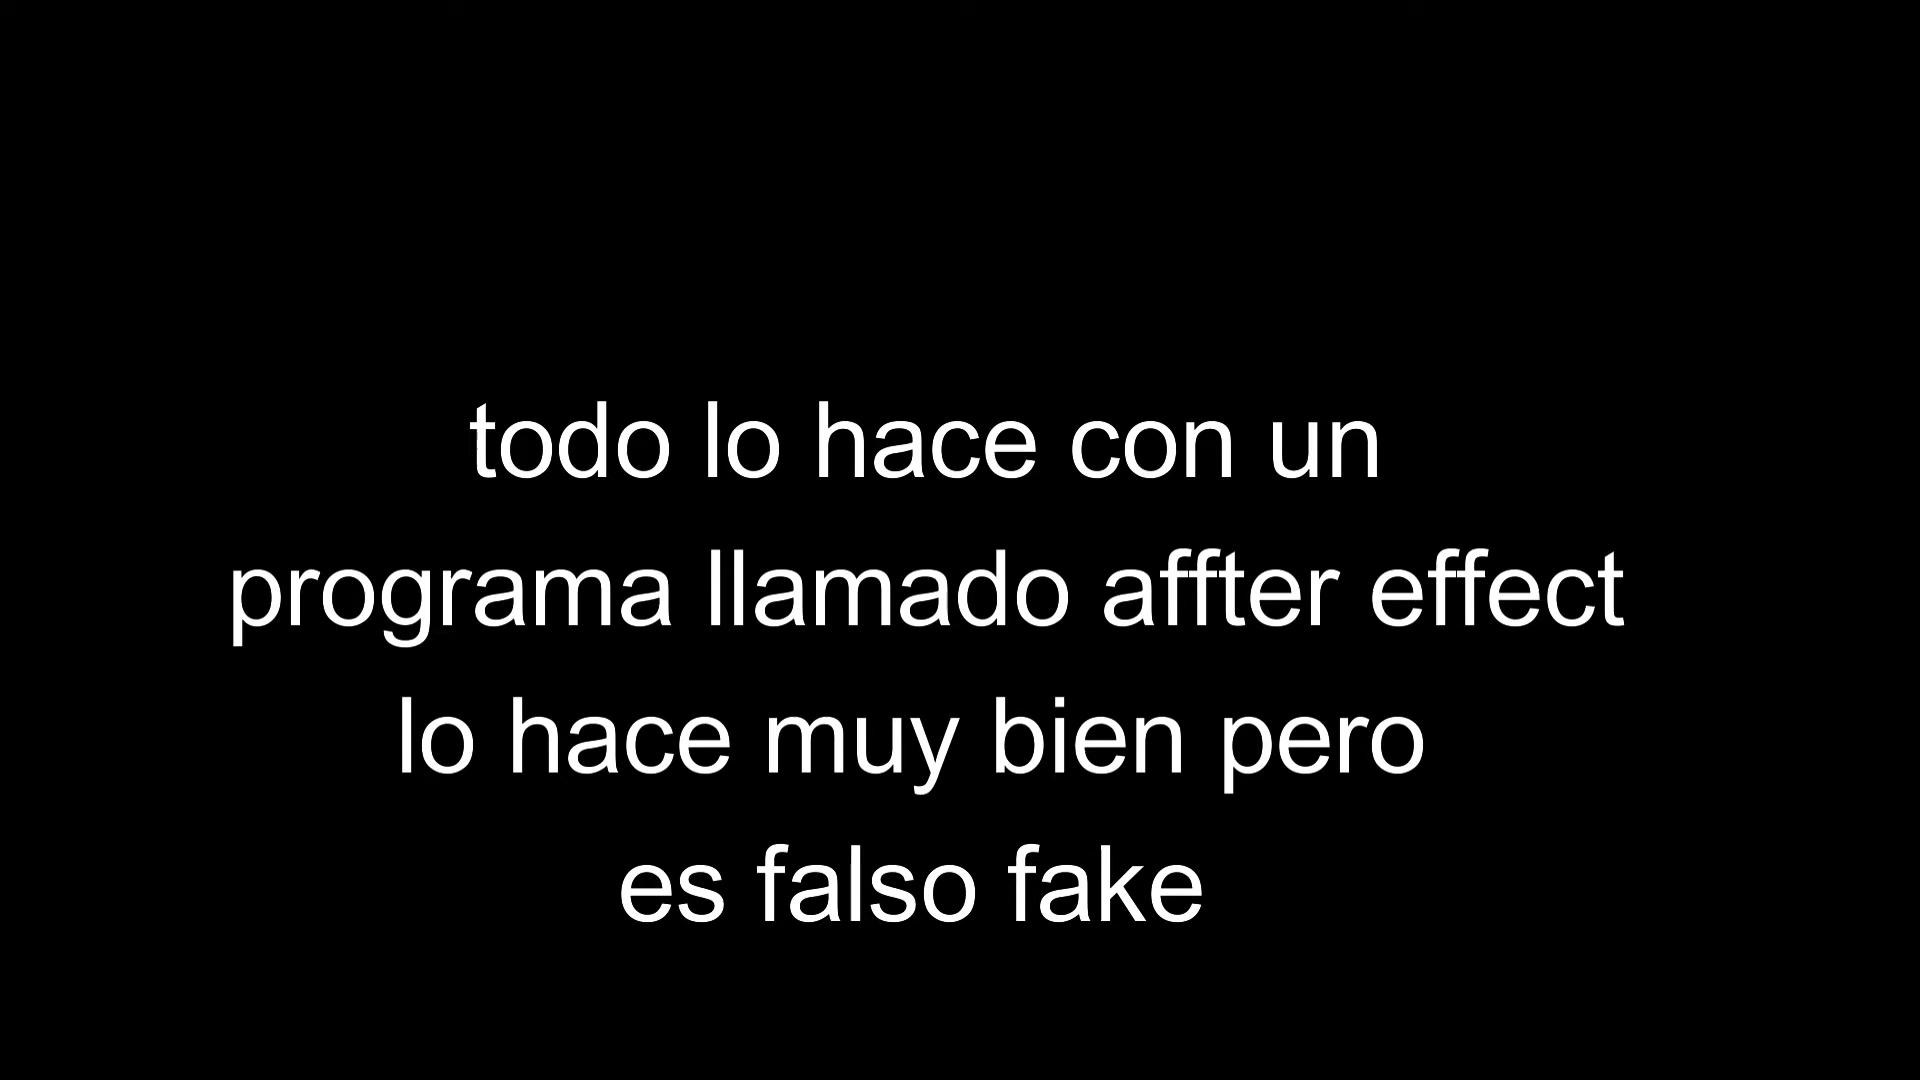 todo lo hace con un
programa llamado affter effect
lo hace muy bien pero
es falso fake